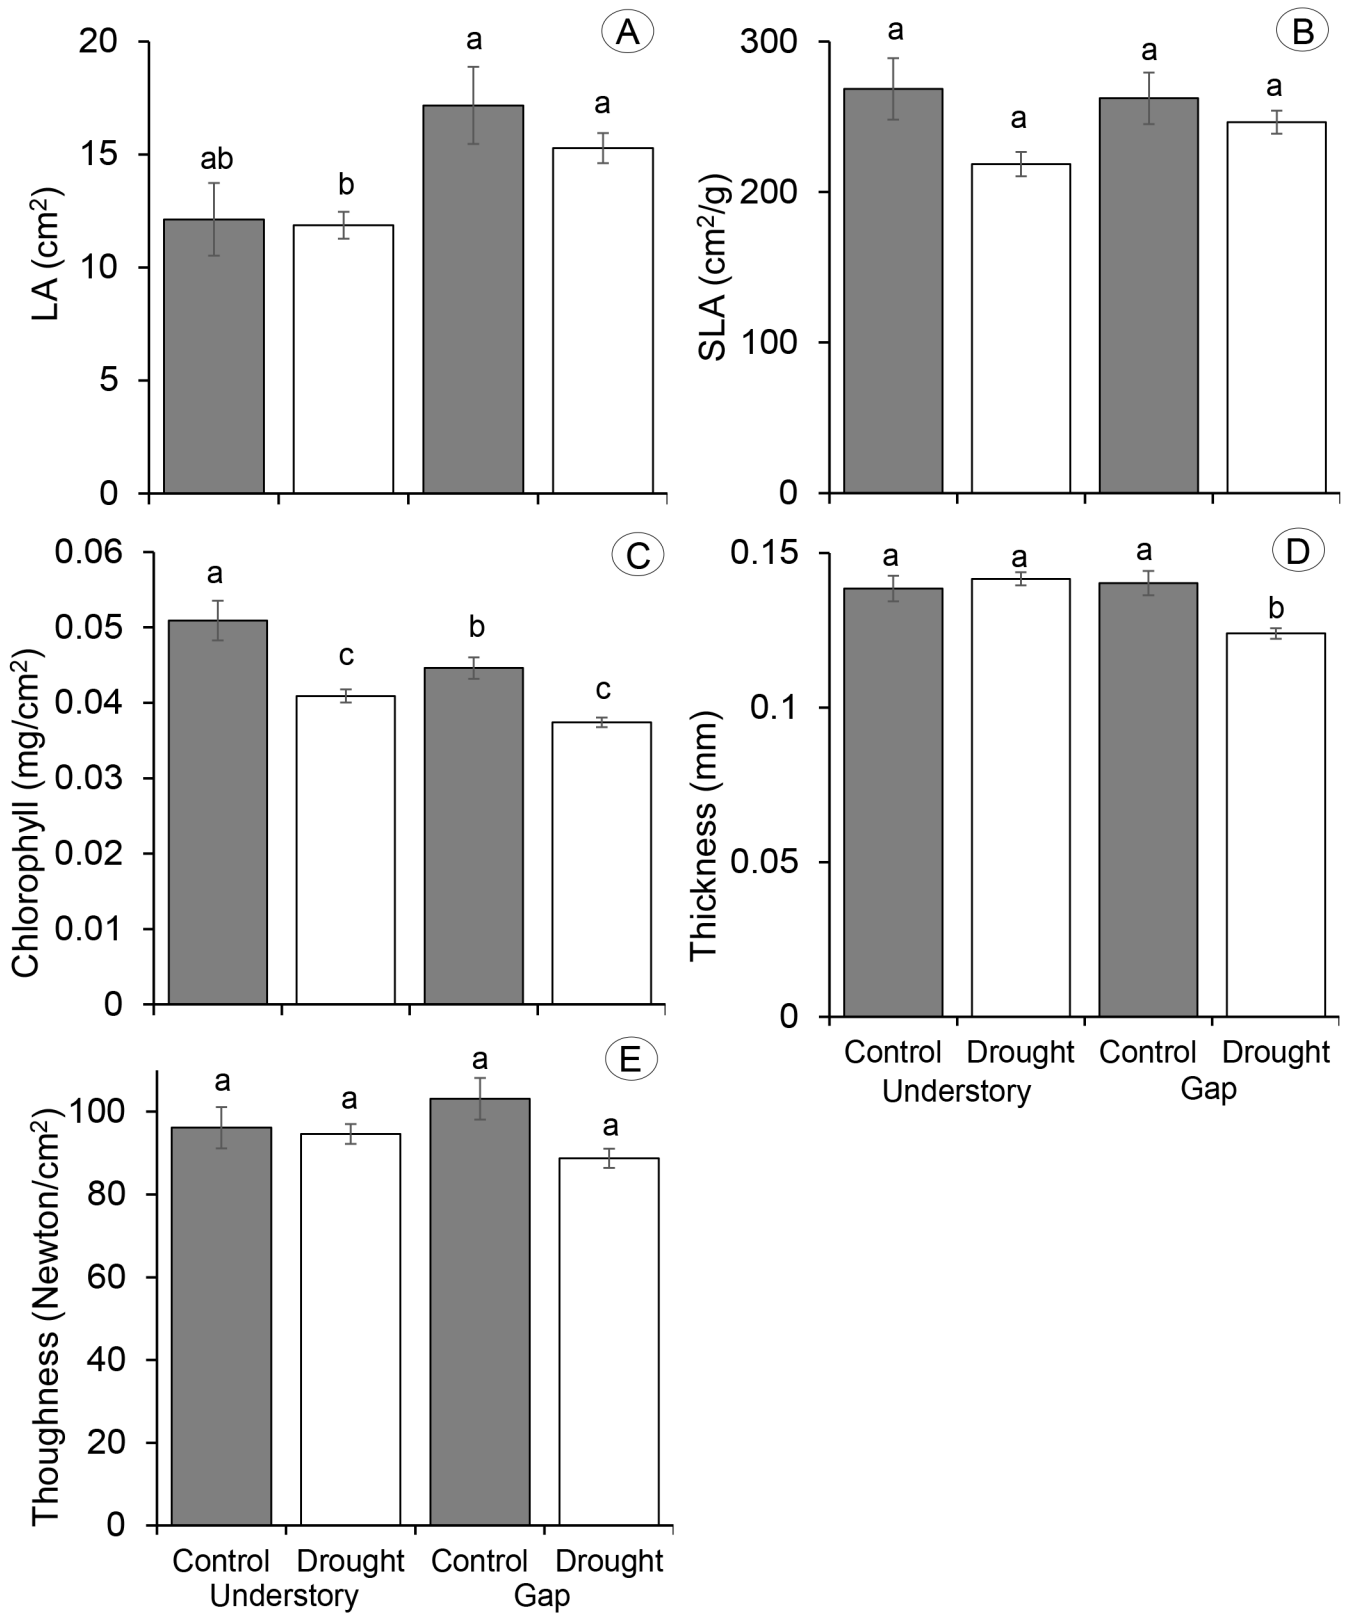 A
LA (cm²)
20
15
10
5
0
ab
b
a
a
B
SLA (cm²/g)
300
200
100
0
a
a
a
a
C
Chlorophyll (mg/cm²)
0.06
0.05
0.04
0.03
0.02
0.01
0
a
c
b
c
D
Thickness (mm)
0.15
0.1
0.05
0
a
a
a
b
Control Drought Control Drought
Understory Gap
E
Thoughness (Newton/cm²)
100
80
60
40
20
0
a
a
a
a
Control Drought Control Drought
Understory Gap